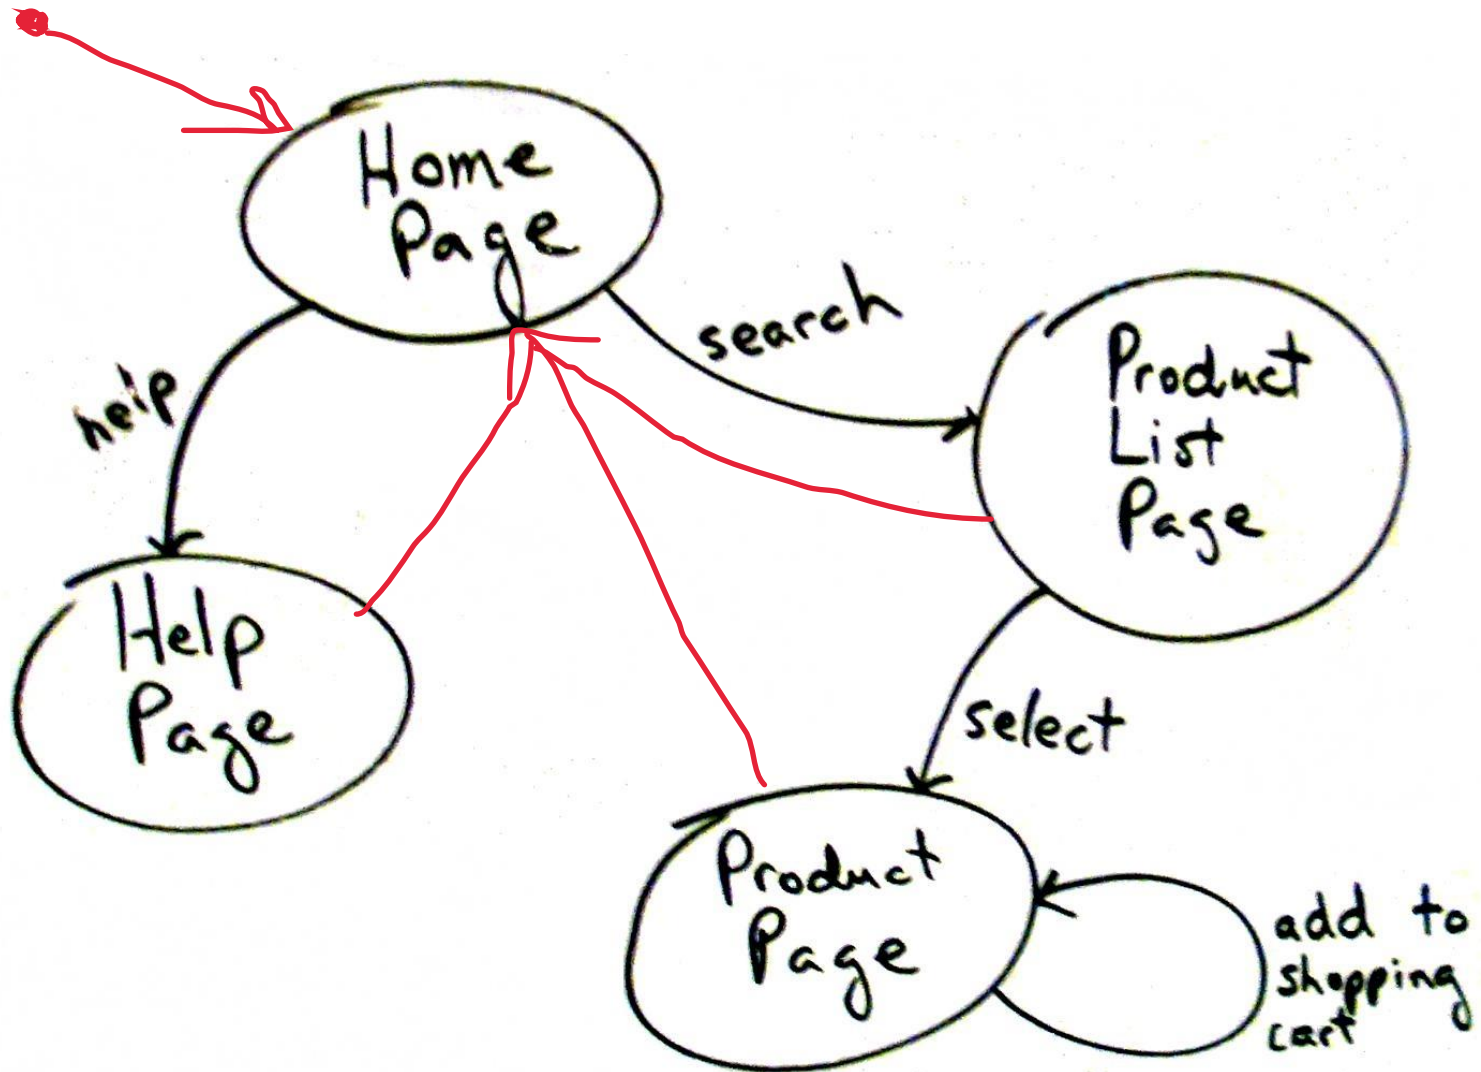 Home
Page
search
help
Product
List
Page
Help
Page
select
Product
Page
add to
shopping
cart